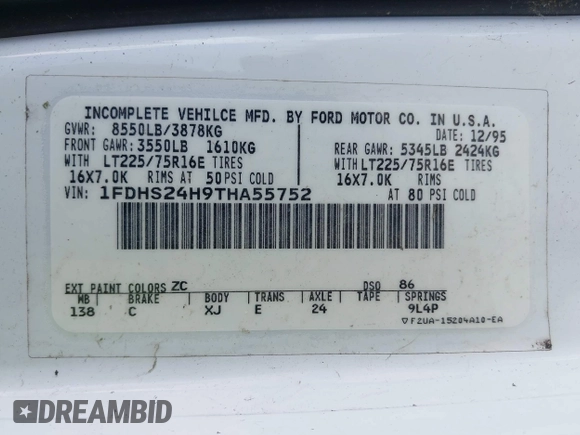 INCOMPLETE VEHILCE MFD. BY FORD MOTOR CO. IN U.S.A.
GVWR: 8550LB/3878KG DATE: 12/95
FRONT GAWR: 3550LB 1610KG REAR GAWR: 5345LB 2424KG
WITH LT225/75R16E TIRES WITH LT225/75R16E TIRES
16X7.0K RIMS AT 50 PSI COLD 16X7.0K RIMS AT 80 PSI COLD
VIN: 1FDHS24H9THA55752
EXT PAINT COLORS ZC DSO 86
MB BRAKE BODY TRANS AXLE TAPE SPRINGS
138 C XJ E 24 9L4P
▽F2UA-15204A10-EA
DREAMBID